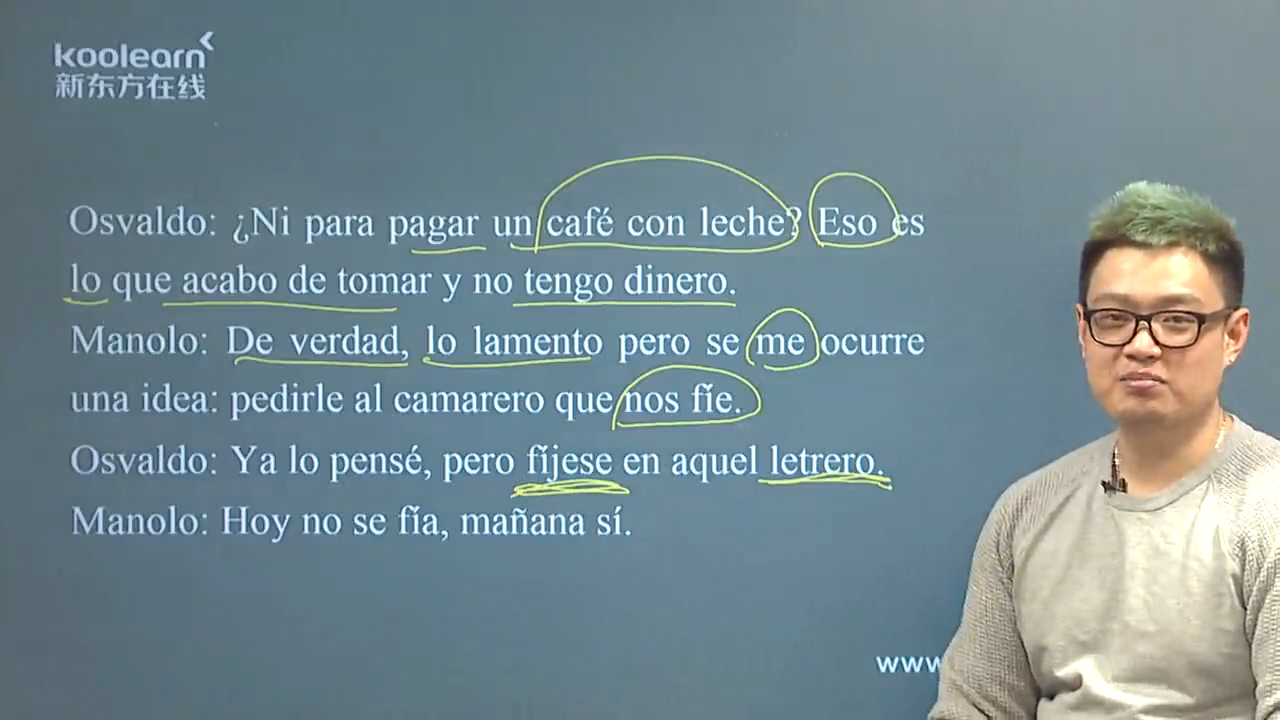 koolearn
新东方在线
Osvaldo: ¿Ni para pagar un café con leche? Eso es
lo que acabo de tomar y no tengo dinero.
Manolo: De verdad, lo lamento pero se me ocurre
una idea: pedirle al camarero que nos fíe.
Osvaldo: Ya lo pensé, pero fíjese en aquel letrero.
Manolo: Hoy no se fía, mañana sí.
www